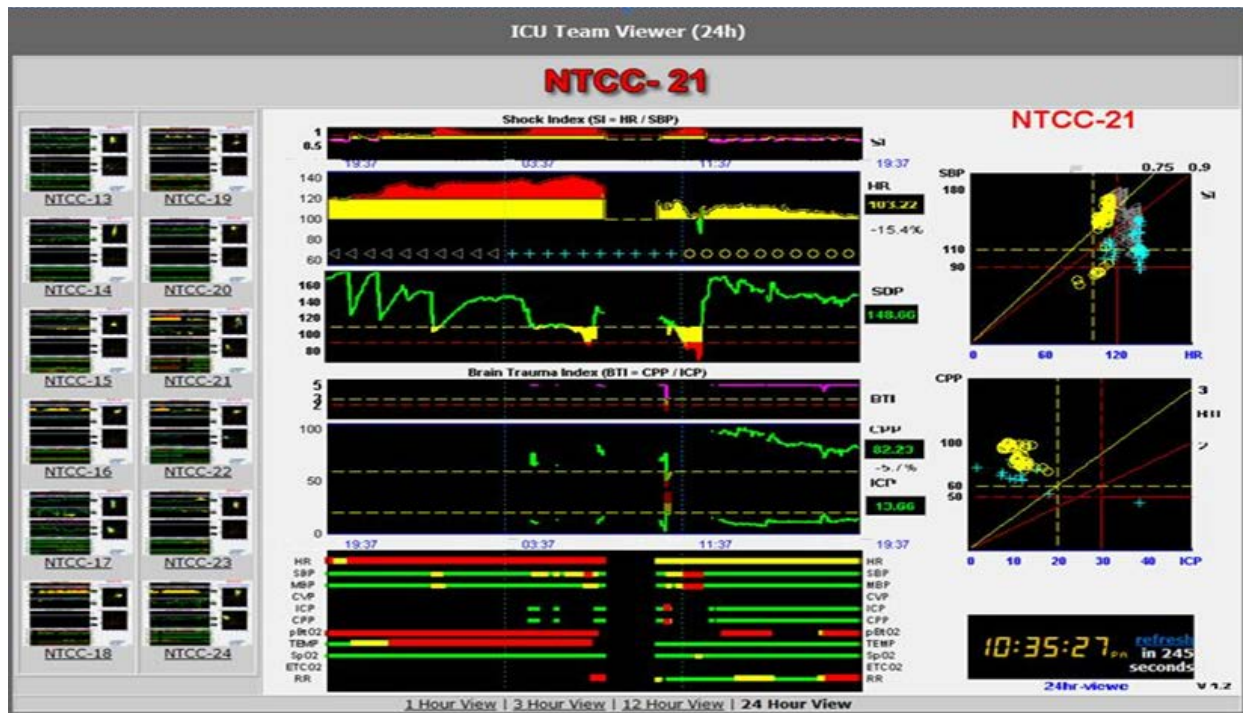 ICU Team Viewer (24h)
NTCC- 21
NTCC-13 NTCC-19
NTCC-14 NTCC-20
NTCC-15 NTCC-21
NTCC-16 NTCC-22
NTCC-17 NTCC-23
NTCC-18 NTCC-24
Shock Index (SI = HR / SBP)
1
0.5
SI
19:37 03:37 11:37 19:37
140
120
100
80
60
HR
103.22
-15.4%
160
140
120
100
80
SBP
148.66
Brain Trauma Index (BTI = CPP / ICP)
5
3
2
BTI
100
50
0
CPP
82.23
-5.7%
ICP
13.66
19:37 03:37 11:37 19:37
HR HR
SBP SBP
MBP MBP
CVP CVP
ICP ICP
CPP CPP
pBtO2 pBtO2
TEMP TEMP
SpO2 SpO2
ETCO2 ETCO2
RR RR
NTCC-21
SBP 0.75 0.9
180
SI
110
90
0 60 120 HR
CPP
3
BTI
100
2
60
50
0 10 20 30 40 ICP
10:35:27 PM refresh
in 245
seconds
24hr-viewe V 1.2
1 Hour View | 3 Hour View | 12 Hour View | 24 Hour View